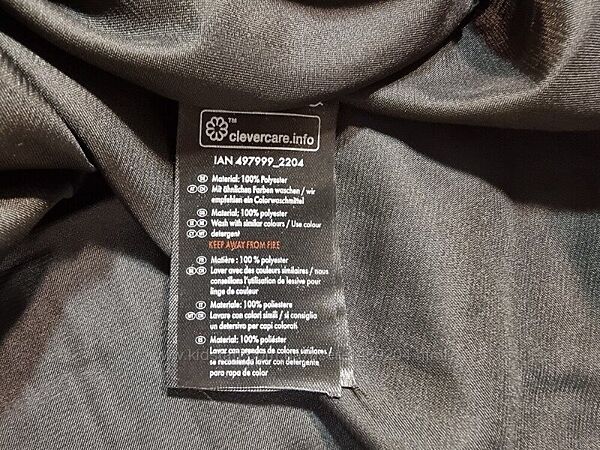 TM
clevercare.info
IAN 497999_2204
Material: 100% Polyester
Mit ähnlichen Farben waschen / wir
empfehlen ein Colorwaschmittel
Material: 100% polyester
Wash with similar colours / Use colour
detergent
KEEP AWAY FROM FIRE
Matière : 100 % polyester
Laver avec des couleurs similaires / nous
conseillons l'utilisation de lessive pour
linge de couleur
Materiale: 100% poliestere
Lavare con colori simili / si consiglia
un detersivo per capi colorati
Material: 100% poliéster
Lavar con prendas de colores similares /
se recomienda lavar con detergente
para ropa de color